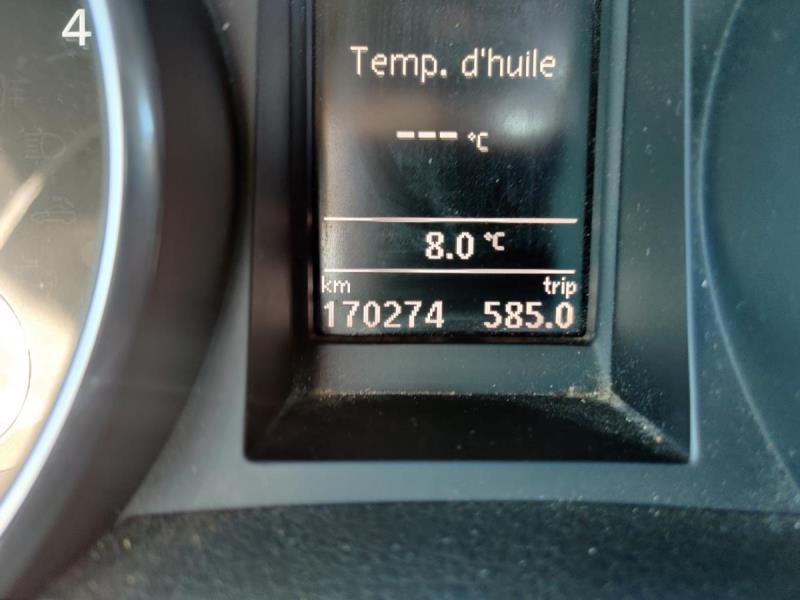 4
Temp. d'huile
--- °C
8.0 °C
km trip
170274 585.0